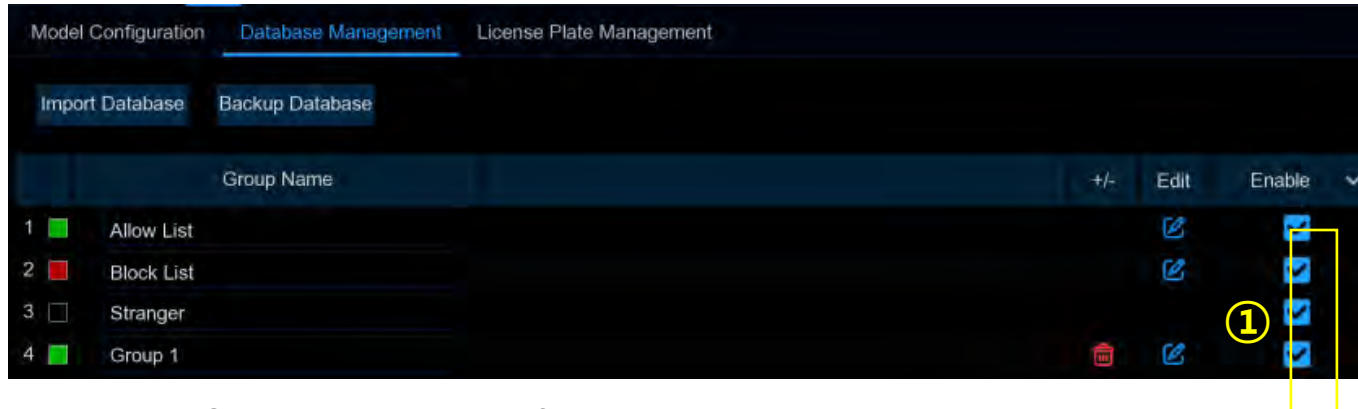 Model Configuration Database Management License Plate Management
Import Database Backup Database
Group Name +/- Edit Enable
1 Allow List
2 Block List
3 Stranger
①
4 Group 1